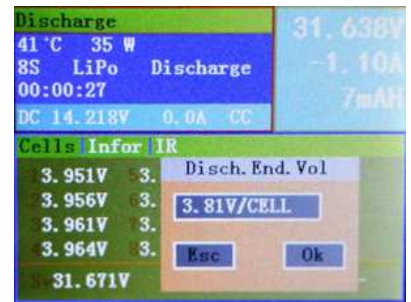 Discharge
41°C 35 W
8S LiPo Discharge
00:00:27
DC 14.218V 0.0A CC
31.638V
-1.10A
7mAH
Cells Infor IR
3.951V 5 3.
3.956V 6 3.
3.961V 3.
3.964V 3.
31.671V
Disch.End.Vol
3.81V/CELL
Esc
Ok